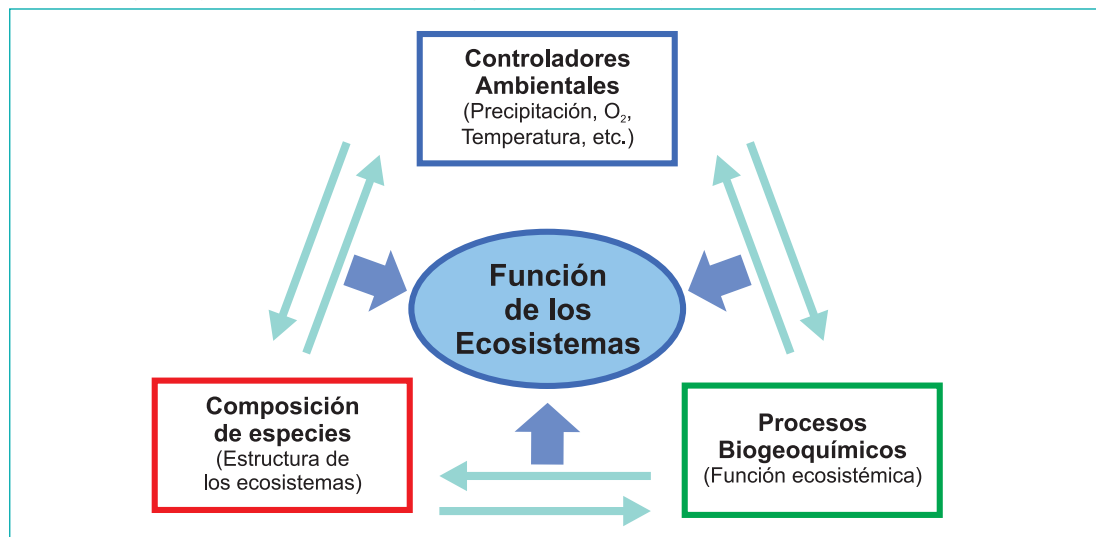 Controladores
Ambientales
(Precipitación, O₂,
Temperatura, etc.)
Función
de los
Ecosistemas
Composición
de especies
(Estructura de
los ecosistemas)
Procesos
Biogeoquímicos
(Función ecosistémica)